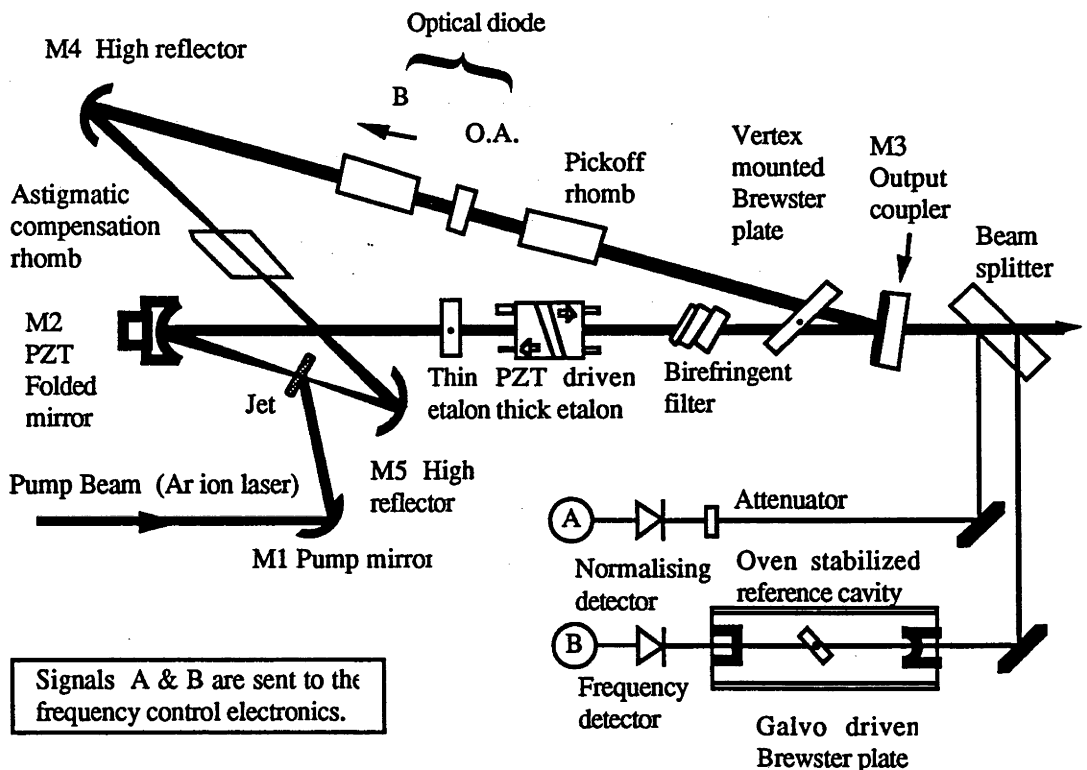 Optical diode
M4 High reflector
B
O.A.
Vertex
mounted
Brewster
plate
M3
Output
coupler
Pickoff
rhomb
Beam
splitter
Astigmatic
compensation
rhomb
M2
PZT
Folded
mirror
Jet
Thin PZT driven
etalon thick etalon
Birefringent
filter
M5 High
reflector
Pump Beam (Ar ion laser)
M1 Pump mirror
A
Attenuator
Normalising
detector
Oven stabilized
reference cavity
B
Frequency
detector
Galvo driven
Brewster plate
Signals A & B are sent to the
frequency control electronics.